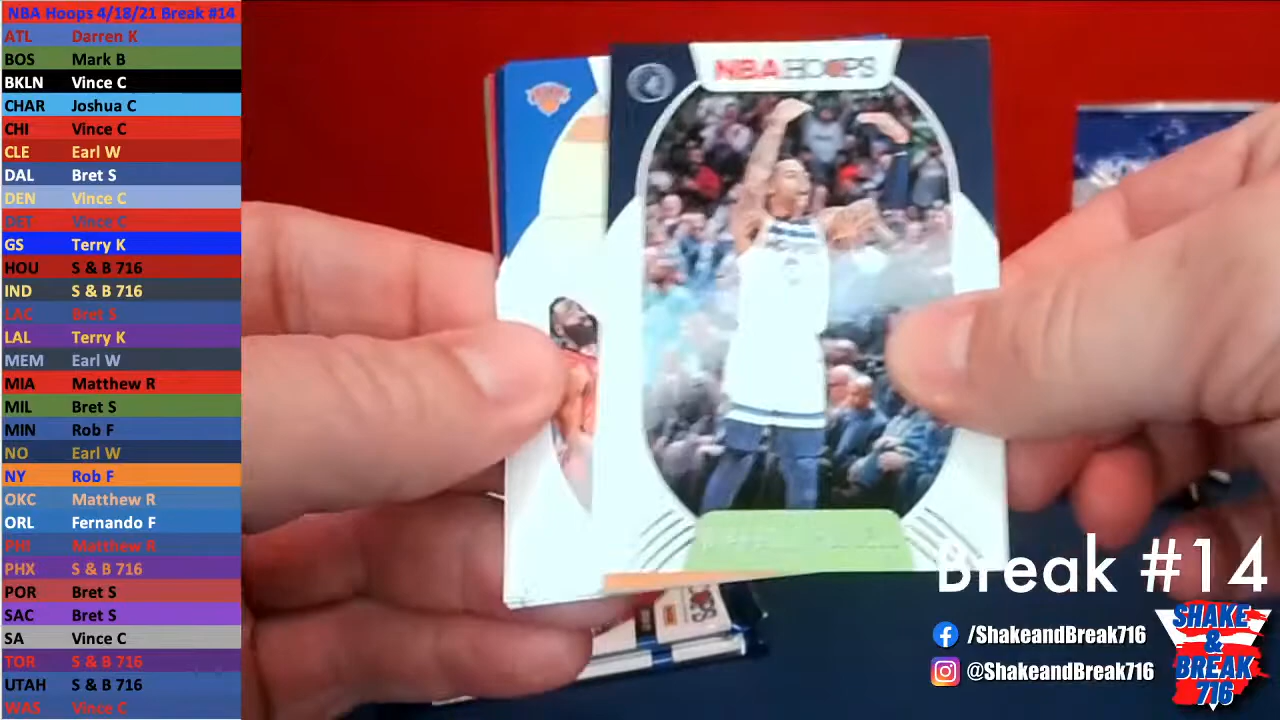 NBA Hoops 4/18/21 Break #14
ATL Darren K
BOS Mark B
BKLN Vince C
CHAR Joshua C
CHI Vince C
CLE Earl W
DAL Bret S
DEN Vince C
DET Vince C
GS Terry K
HOU S & B 716
IND S & B 716
LAC Bret S
LAL Terry K
MEM Earl W
MIA Matthew R
MIL Bret S
MIN Rob F
NO Earl W
NY Rob F
OKC Matthew R
ORL Fernando F
PHI Matthew R
PHX S & B 716
POR Bret S
SAC Bret S
SA Vince C
TOR S & B 716
UTAH S & B 716
WAS Vince C
NBA HOOPS
Break #14
/ShakeandBreak716
@ShakeandBreak716
SHAKE
&
BREAK
716